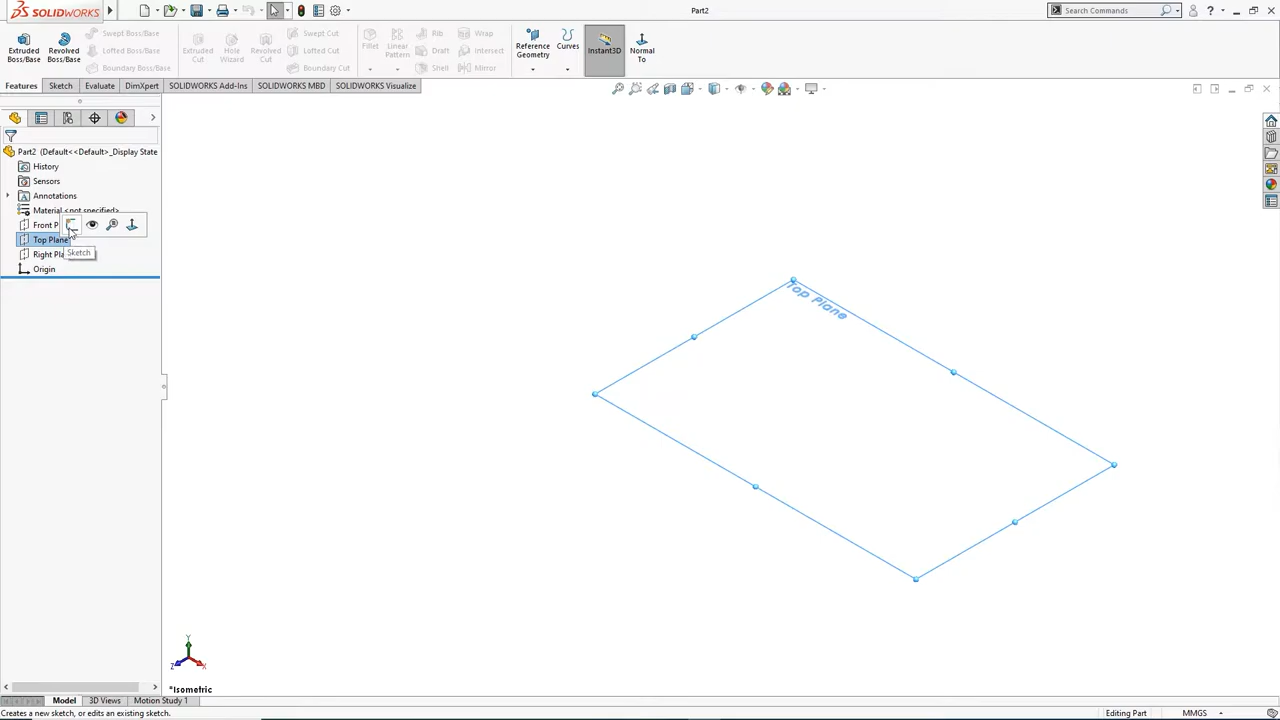 SOLIDWORKS
Part2
Search Commands
Extruded Boss/Base
Revolved Boss/Base
Swept Boss/Base
Lofted Boss/Base
Boundary Boss/Base
Extruded Cut
Hole Wizard
Revolved Cut
Swept Cut
Lofted Cut
Boundary Cut
Fillet
Linear Pattern
Rib
Draft
Shell
Wrap
Intersect
Mirror
Reference Geometry
Curves
Instant3D
Normal To
Features
Sketch
Evaluate
DimXpert
SOLIDWORKS Add-Ins
SOLIDWORKS MBD
SOLIDWORKS Visualize
Part2 (Default<<Default>_Display State
History
Sensors
Annotations
Material <not specified>
Front P
Top Plane
Sketch
Right Pla
Origin
Top Plane
Y
Z
X
*Isometric
Model
3D Views
Motion Study 1
Creates a new sketch, or edits an existing sketch.
Editing Part
MMGS